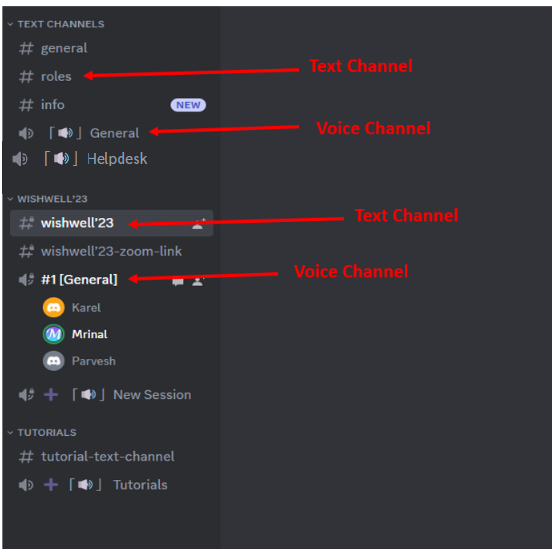 TEXT CHANNELS
# general
Text Channel
# roles
# info NEW
「🔊」 General
Voice Channel
「🔊」 Helpdesk
WISHWELL'23
# wishwell'23
Text Channel
# wishwell'23-zoom-link
#1 [General]
Voice Channel
Karel
Mrinal
Parvesh
+ 「🔊」 New Session
TUTORIALS
# tutorial-text-channel
+ 「🔊」 Tutorials